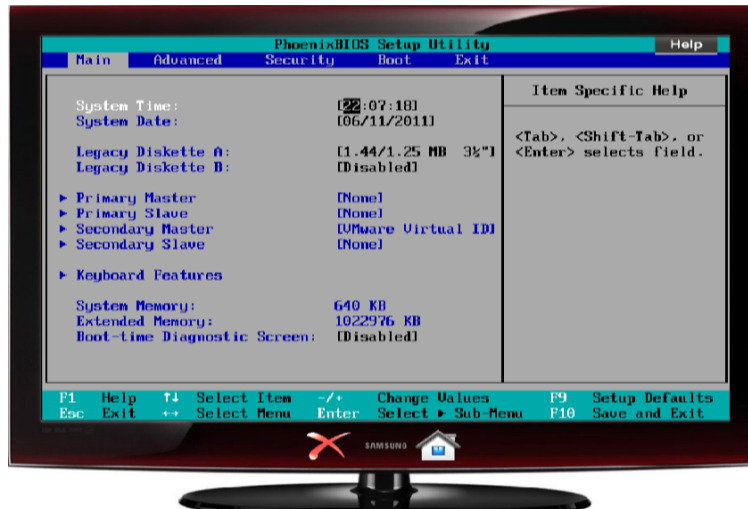 PhoenixBIOS Setup Utility
Help
Main Advanced Security Boot Exit
Item Specific Help
System Time: [22:07:18]
System Date: [06/11/2011]
<Tab>, <Shift-Tab>, or
<Enter> selects field.
Legacy Diskette A: [1.44/1.25 MB 3½"]
Legacy Diskette B: [Disabled]
▶ Primary Master [None]
▶ Primary Slave [None]
▶ Secondary Master [VMware Virtual ID]
▶ Secondary Slave [None]
▶ Keyboard Features
System Memory: 640 KB
Extended Memory: 1022976 KB
Boot-time Diagnostic Screen: [Disabled]
F1 Help ↑↓ Select Item -/+ Change Values F9 Setup Defaults
Esc Exit ↔ Select Menu Enter Select ▶ Sub-Menu F10 Save and Exit
SAMSUNG